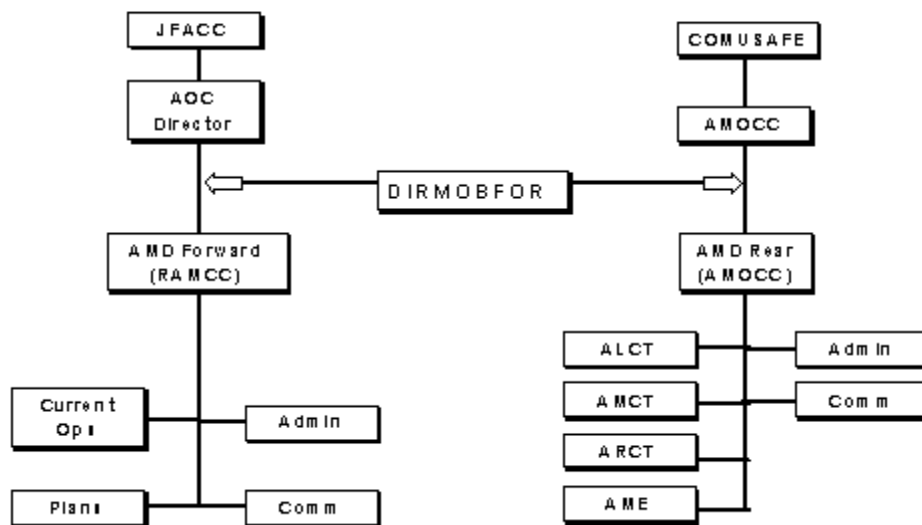 JFACC
COMUSAFE
AOC
Director
AMOCC
DIRMOBFOR
AMD Forward
(RAMCC)
AMD Rear
(AMOCC)
ALCT
Admin
AMCT
Comm
Current
Ops
Admin
ARCT
Plans
Comm
AME